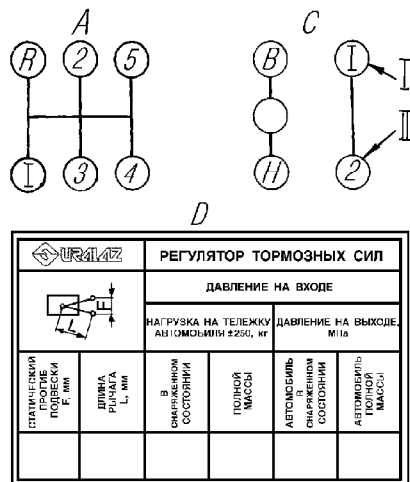 A
C
R 2 5
I 3 4
B
H
I
2
I
II
D
URALAZ
РЕГУЛЯТОР ТОРМОЗНЫХ СИЛ
ДАВЛЕНИЕ НА ВХОДЕ
НАГРУЗКА НА ТЕЛЕЖКУ
АВТОМОБИЛЯ ±250, кг
ДАВЛЕНИЕ НА ВЫХОДЕ,
МПа
F
L
СТАТИЧЕСКИЙ
ПРОГИБ
ПОДВЕСКИ
F, ММ
ДЛИНА
РЫЧАГА
L, ММ
В
СНАРЯЖЕННОМ
СОСТОЯНИИ
ПОЛНОЙ
МАССЫ
АВТОМОБИЛЬ
В
СНАРЯЖЕННОМ
СОСТОЯНИИ
АВТОМОБИЛЬ
ПОЛНОЙ
МАССЫ